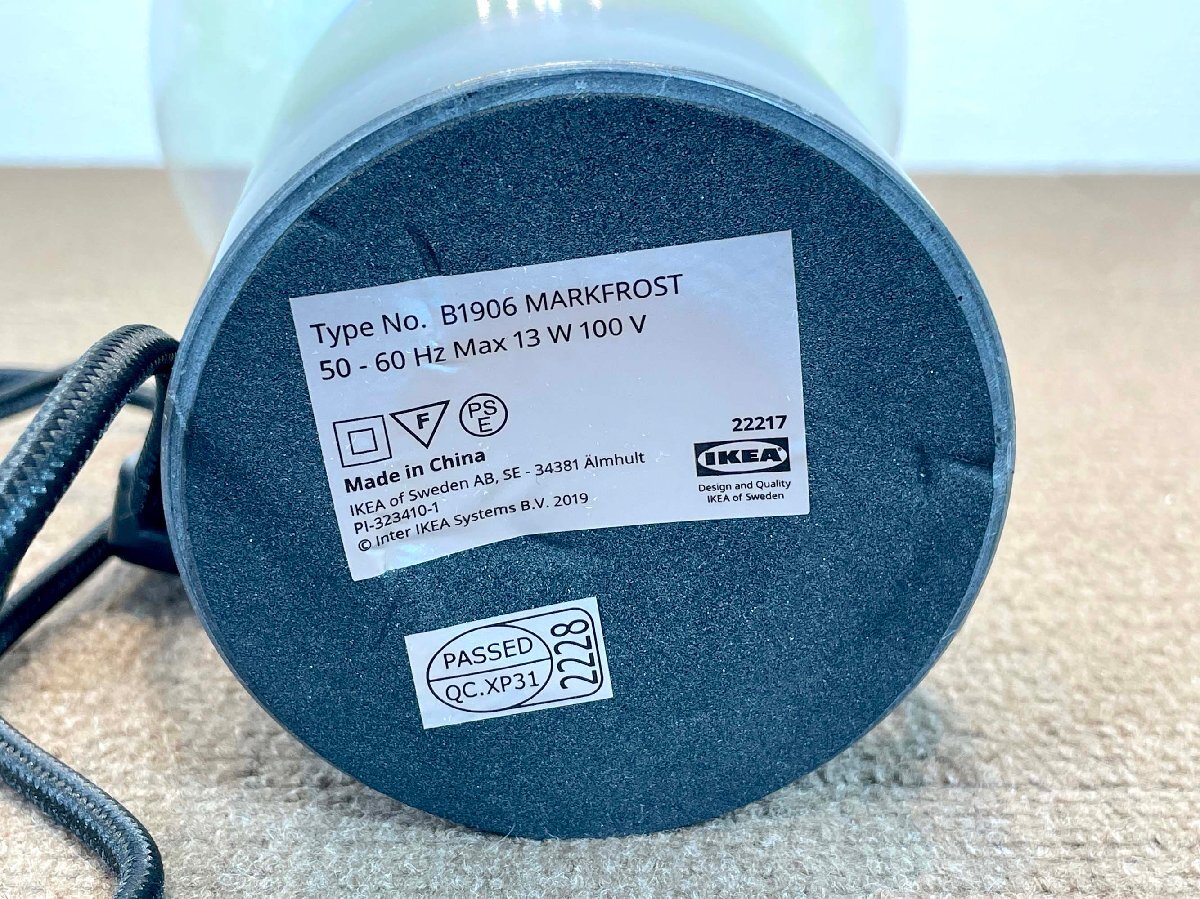 Type No. B1906 MARKFROST
50 - 60 Hz Max 13 W 100 V
F
PS
E
Made in China
IKEA of Sweden AB, SE - 34381 Älmhult
PI-323410-1
© Inter IKEA Systems B.V. 2019
22217
IKEA
Design and Quality
IKEA of Sweden
PASSED
QC.XP31
2228